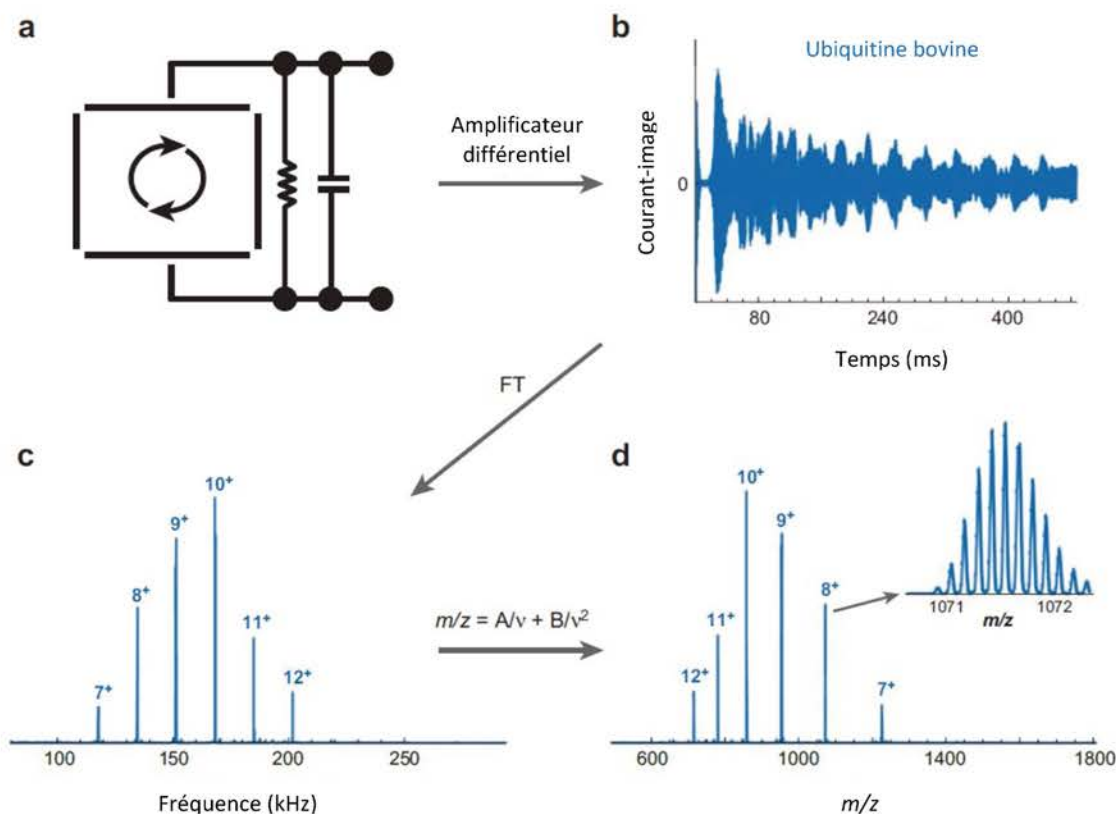 a
Amplificateur
différentiel
b
Ubiquitine bovine
Courant-image
0
80
240
400
Temps (ms)
FT
c
7+
8+
9+
10+
11+
12+
100
150
200
250
Fréquence (kHz)
m/z = A/ν + B/ν²
d
12+
11+
10+
9+
8+
7+
1071
1072
m/z
600
1000
1400
1800
m/z